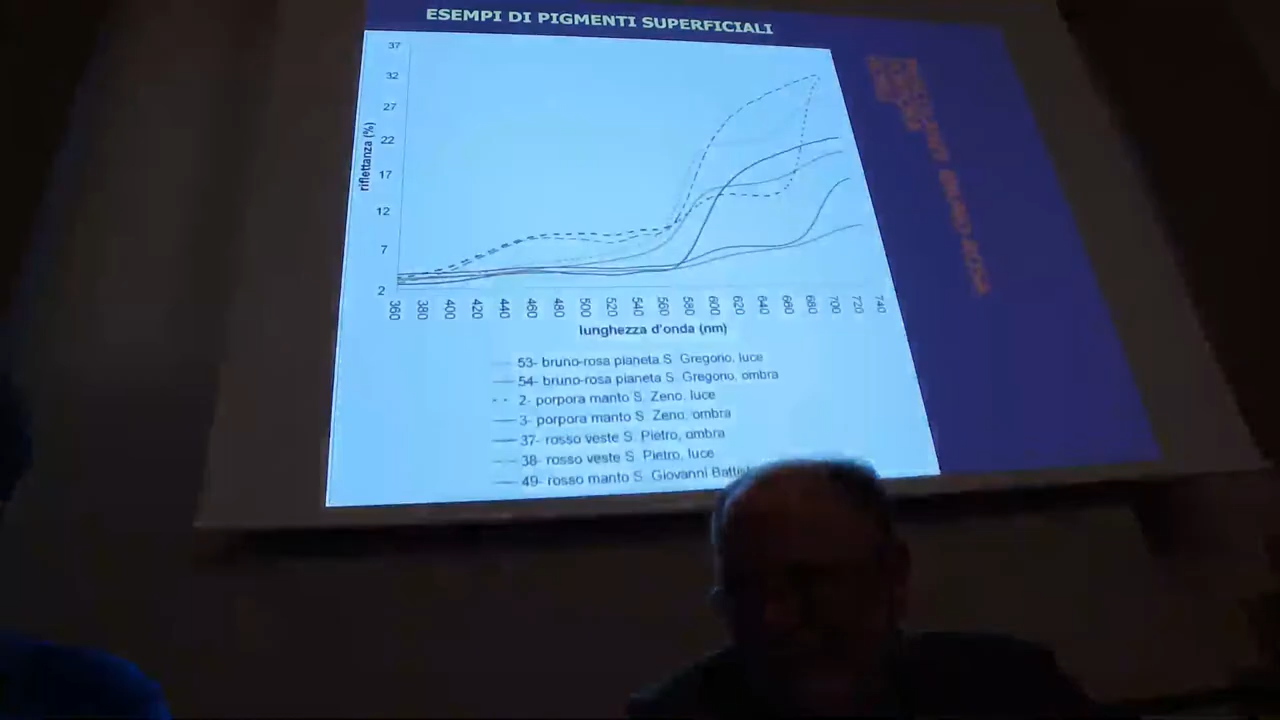 ESEMPI DI PIGMENTI SUPERFICIALI
37
32
27
22
17
12
7
2
riflettanza (%)
360 380 400 420 440 460 480 500 520 540 560 580 600 620 640 660 680 700 720 740
lunghezza d'onda (nm)
53- bruno-rosa pianeta S. Gregorio, luce
54- bruno-rosa pianeta S. Gregorio, ombra
2- porpora manto S. Zeno, luce
3- porpora manto S. Zeno, ombra
37- rosso veste S. Pietro, ombra
38- rosso veste S. Pietro, luce
49- rosso manto S. Giovanni